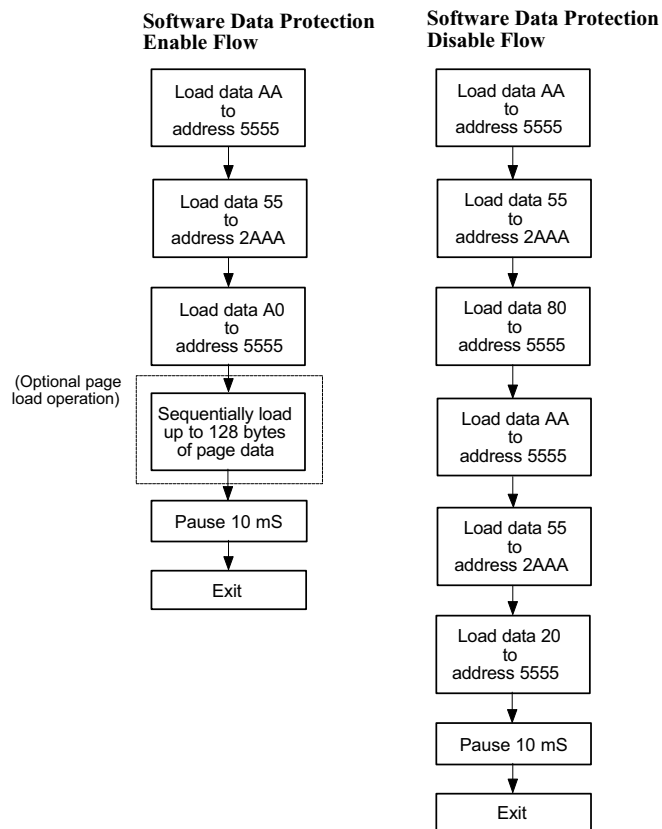 Software Data Protection
Enable Flow
Load data AA
to
address 5555
Load data 55
to
address 2AAA
Load data A0
to
address 5555
(Optional page
load operation)
Sequentially load
up to 128 bytes
of page data
Pause 10 mS
Exit
Software Data Protection
Disable Flow
Load data AA
to
address 5555
Load data 55
to
address 2AAA
Load data 80
to
address 5555
Load data AA
to
address 5555
Load data 55
to
address 2AAA
Load data 20
to
address 5555
Pause 10 mS
Exit